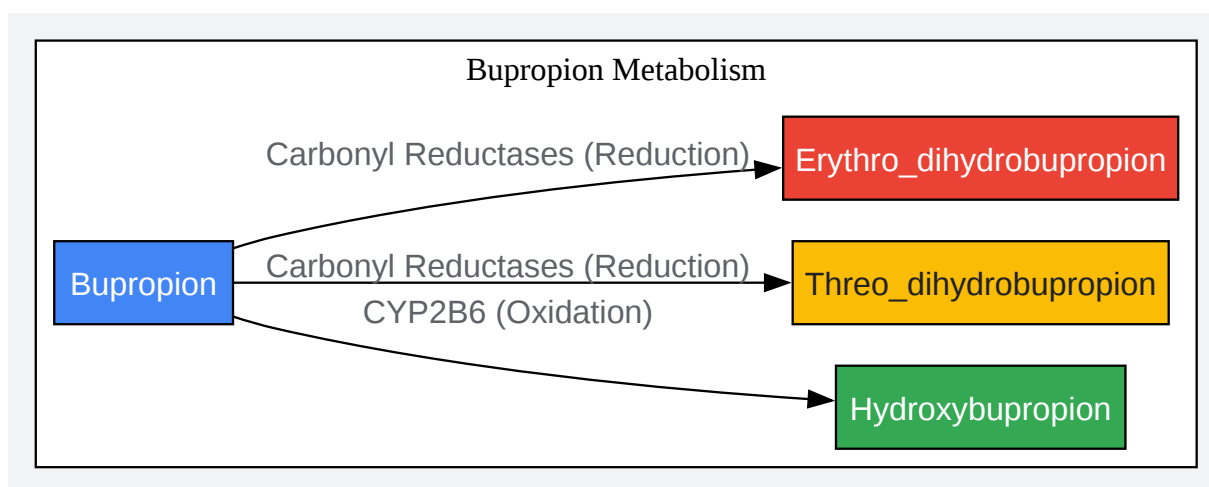 Bupropion Metabolism
Carbonyl Reductases (Reduction)
Erythro_dihydrobupropion
Bupropion
Carbonyl Reductases (Reduction)
Threo_dihydrobupropion
CYP2B6 (Oxidation)
Hydroxybupropion